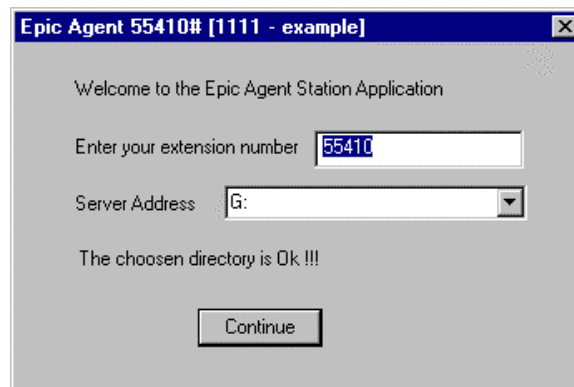 Epic Agent 55410# [1111 - example]
Welcome to the Epic Agent Station Application
Enter your extension number 55410
Server Address G:
The choosen directory is Ok !!!
Continue